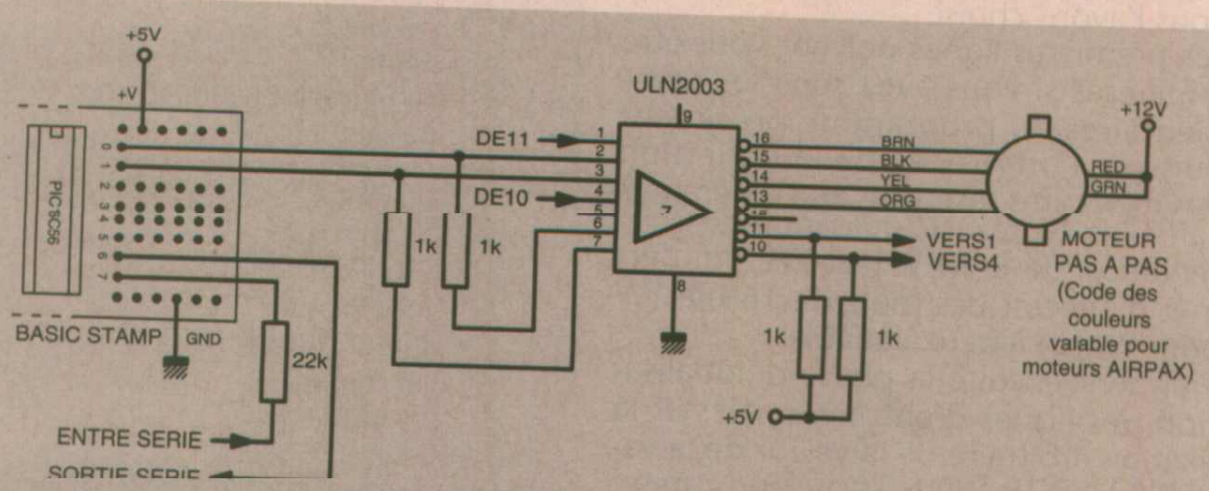 +5V
+V
0
1
2
3
4
5
6
7
PIC16C56
BASIC STAMP
GND
22k
ENTRE SERIE
SORTIE SERIE
1k
1k
DE11
DE10
ULN2003
9
1
2
3
4
5
6
7
7
8
16
15
14
13
12
11
10
BRN
BLK
YEL
ORG
VERS1
VERS4
1k
1k
+5V
+12V
RED
GRN
MOTEUR
PAS A PAS
(Code des
couleurs
valable pour
moteurs AIRPAX)